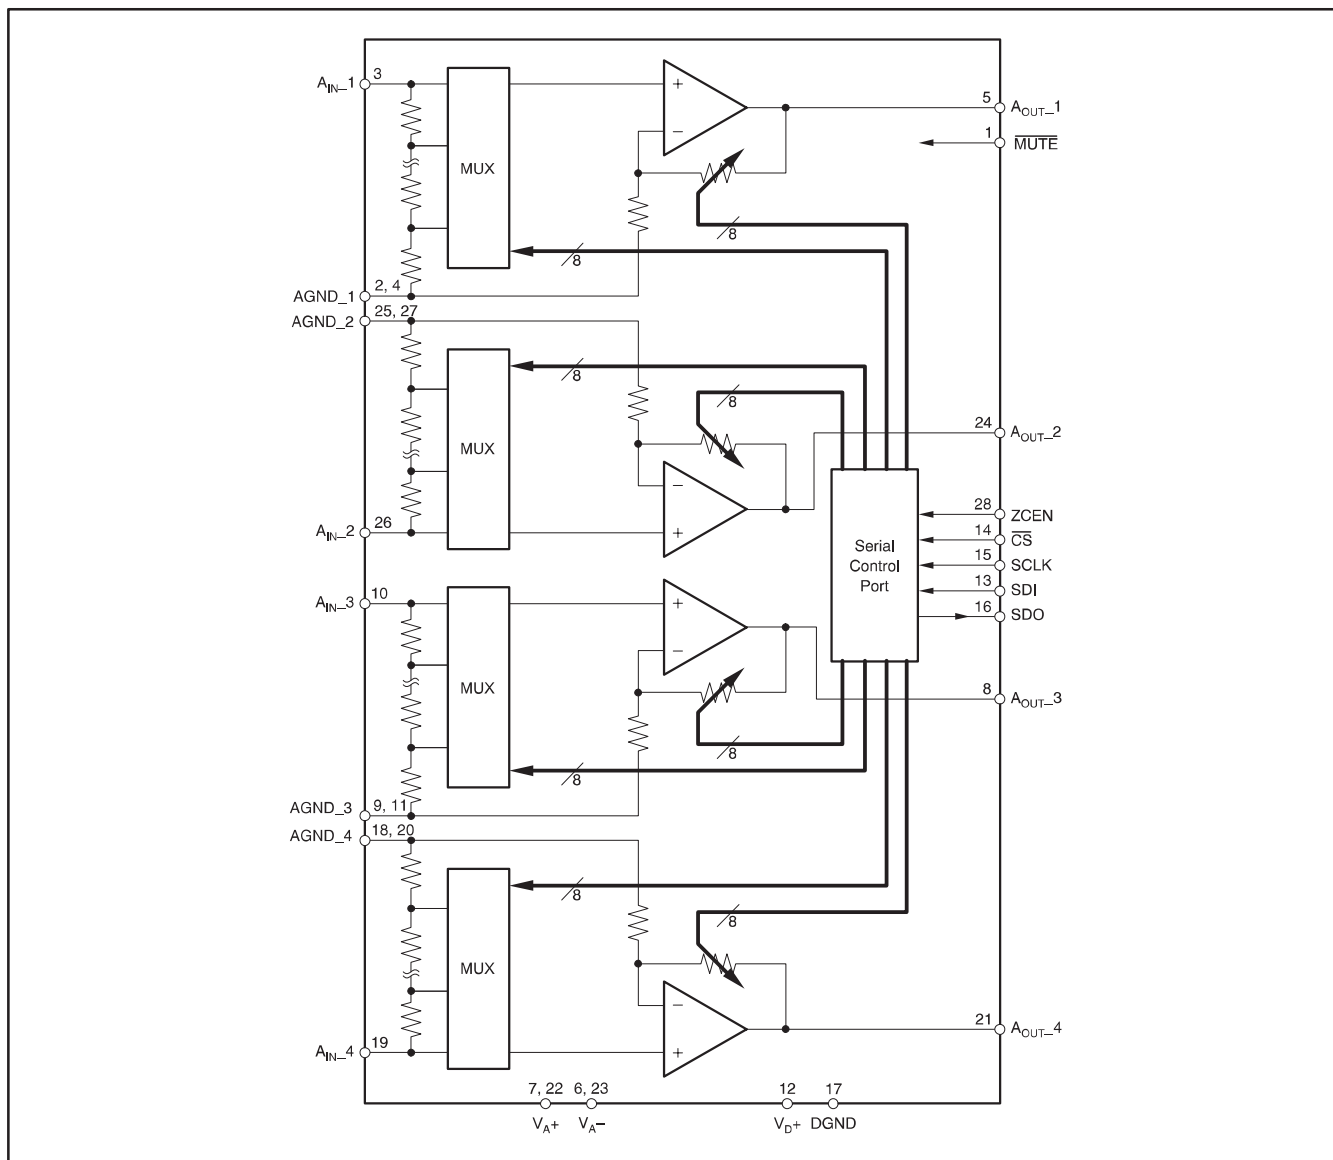 A_IN_1 3
MUX
+
−
5 A_OUT_1
1 MUTE
8
8
AGND_1 2, 4
AGND_2 25, 27
8
8
MUX
24 A_OUT_2
−
+
A_IN_2 26
28 ZCEN
14 CS
15 SCLK
13 SDI
16 SDO
Serial
Control
Port
A_IN_3 10
+
−
MUX
8 A_OUT_3
8
8
AGND_3 9, 11
AGND_4 18, 20
8
8
MUX
−
+
21 A_OUT_4
A_IN_4 19
7, 22 6, 23 12 17
V_A+ V_A− V_D+ DGND